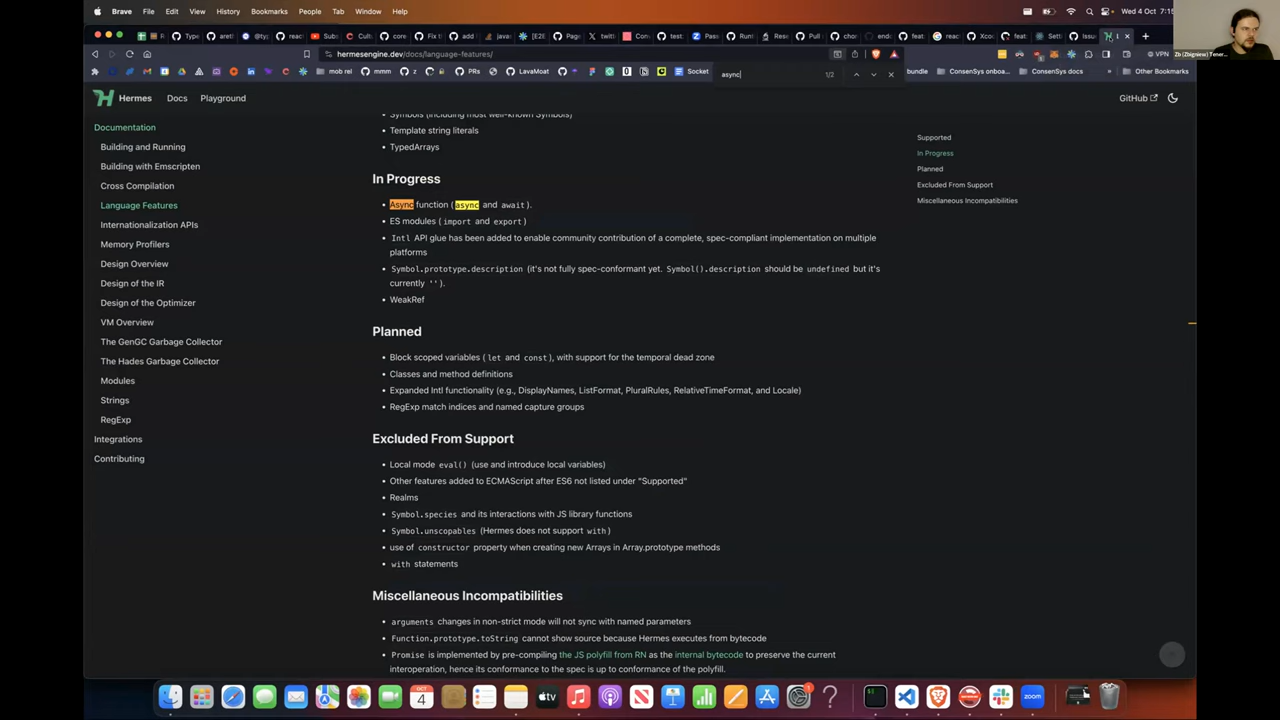 Brave File Edit View History Bookmarks People Tab Window Help
Wed 4 Oct 7:15
hermesengine.dev/docs/language-features/
VPN
mob rel mmm z PRs LavaMoat Socket
bundle ConsenSys onboa... ConsenSys docs Other Bookmarks
async 1/2
Zb (Zbigniew) Tener...
Hermes Docs Playground GitHub
Documentation
Building and Running
Building with Emscripten
Cross Compilation
Language Features
Internationalization APIs
Memory Profilers
Design Overview
Design of the IR
Design of the Optimizer
VM Overview
The GenGC Garbage Collector
The Hades Garbage Collector
Modules
Strings
RegExp
Integrations
Contributing
Symbols (including most well-known Symbols)
Template string literals
TypedArrays
In Progress
Async function (async and await).
ES modules (import and export)
Intl API glue has been added to enable community contribution of a complete, spec-compliant implementation on multiple
platforms
Symbol.prototype.description (it's not fully spec-conformant yet. Symbol().description should be undefined but it's
currently '').
WeakRef
Planned
Block scoped variables (let and const), with support for the temporal dead zone
Classes and method definitions
Expanded Intl functionality (e.g., DisplayNames, ListFormat, PluralRules, RelativeTimeFormat, and Locale)
RegExp match indices and named capture groups
Excluded From Support
Local mode eval() (use and introduce local variables)
Other features added to ECMAScript after ES6 not listed under "Supported"
Realms
Symbol.species and its interactions with JS library functions
Symbol.unscopables (Hermes does not support with)
use of constructor property when creating new Arrays in Array.prototype methods
with statements
Miscellaneous Incompatibilities
arguments changes in non-strict mode will not sync with named parameters
Function.prototype.toString cannot show source because Hermes executes from bytecode
Promise is implemented by pre-compiling the JS polyfill from RN as the internal bytecode to preserve the current
interoperation, hence its conformance to the spec is up to conformance of the polyfill.
Supported
In Progress
Planned
Excluded From Support
Miscellaneous Incompatibilities
OCT
4
tv
zoom